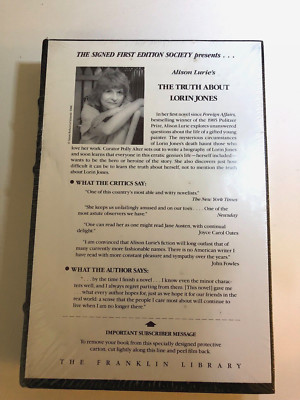 THE SIGNED FIRST EDITION SOCIETY presents . . .
Alison Lurie's
THE TRUTH ABOUT
LORIN JONES
In her first novel since Foreign Affairs,
bestselling winner of the 1985 Pulitzer
Prize, Alison Lurie explores unanswered
questions about the life of a gifted young
painter. The mysterious circumstances
of Lorin Jones's death haunt those who
love her work. Curator Polly Alter sets out to write a biography of Lorin Jones
and soon learns that everyone in this erratic genius's life—herself included—
wants to be the hero or heroine of the story. She also discovers just how
difficult it can be to learn the truth about oneself, not to mention the truth
about Lorin Jones.
WHAT THE CRITICS SAY:
"One of this country's most able and witty novelists."
The New York Times
"She keeps us unfailingly amused and on our toes. . . . One of the
most astute observers we have."
Newsday
"One can read her as one might read Jane Austen, with continual
delight."
Joyce Carol Oates
"I am convinced that Alison Lurie's fiction will long outlast that of
many currently more fashionable names. There is no American writer I
have read with more constant pleasure and sympathy over the years."
John Fowles
WHAT THE AUTHOR SAYS:
". . . by the time I finish a novel . . . I know even the minor charac-
ters well; and I always regret parting from them. [This novel] gave me
what every author hopes for, just as we hope it for our friends in the
real world: a sense that the people I care most about will continue to
live when I am no longer there."
IMPORTANT SUBSCRIBER MESSAGE
To remove your book from this specially designed protective
carton, cut lightly along this line and peel film back.
THE FRANKLIN LIBRARY